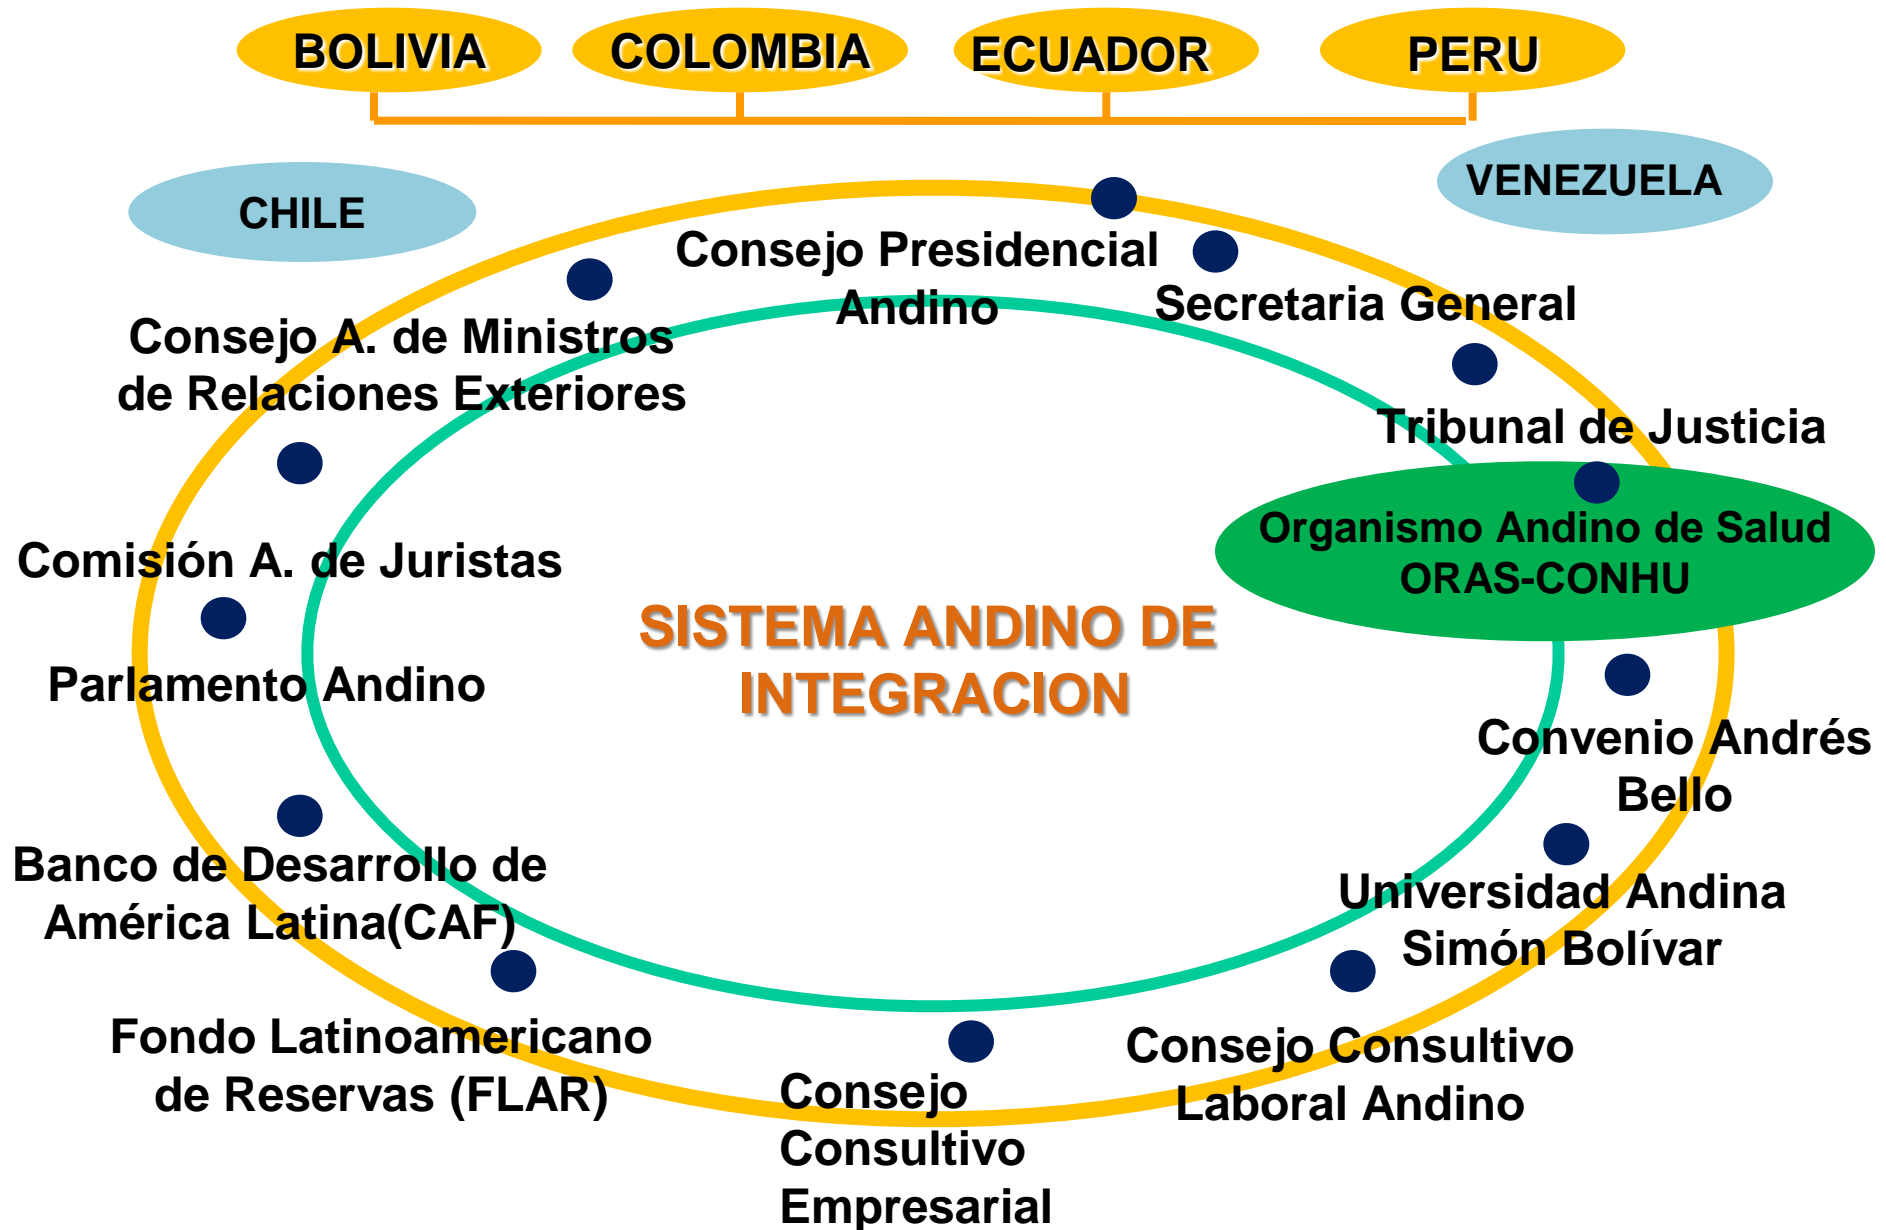 BOLIVIA
COLOMBIA
ECUADOR
PERU
CHILE
VENEZUELA
Consejo Presidencial
Andino
Secretaria General
Consejo A. de Ministros
de Relaciones Exteriores
Tribunal de Justicia
Organismo Andino de Salud
ORAS-CONHU
Comisión A. de Juristas
SISTEMA ANDINO DE
INTEGRACION
Parlamento Andino
Convenio Andrés
Bello
Banco de Desarrollo de
América Latina(CAF)
Universidad Andina
Simón Bolívar
Fondo Latinoamericano
de Reservas (FLAR)
Consejo
Consultivo
Empresarial
Consejo Consultivo
Laboral Andino